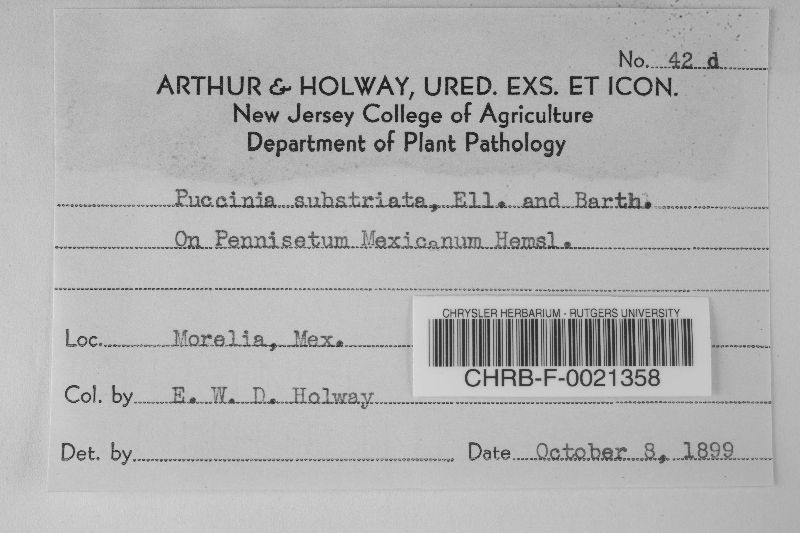 No. 42 d
ARTHUR & HOLWAY, URED. EXS. ET ICON.
New Jersey College of Agriculture
Department of Plant Pathology
Puccinia substriata, Ell. and Barth.
On Pennisetum Mexicanum Hemsl.
CHRYSLER HERBARIUM - RUTGERS UNIVERSITY
CHRB-F-0021358
Loc. Morelia, Mex.
Col. by E. W. D. Holway
Det. by
Date October 8, 1899